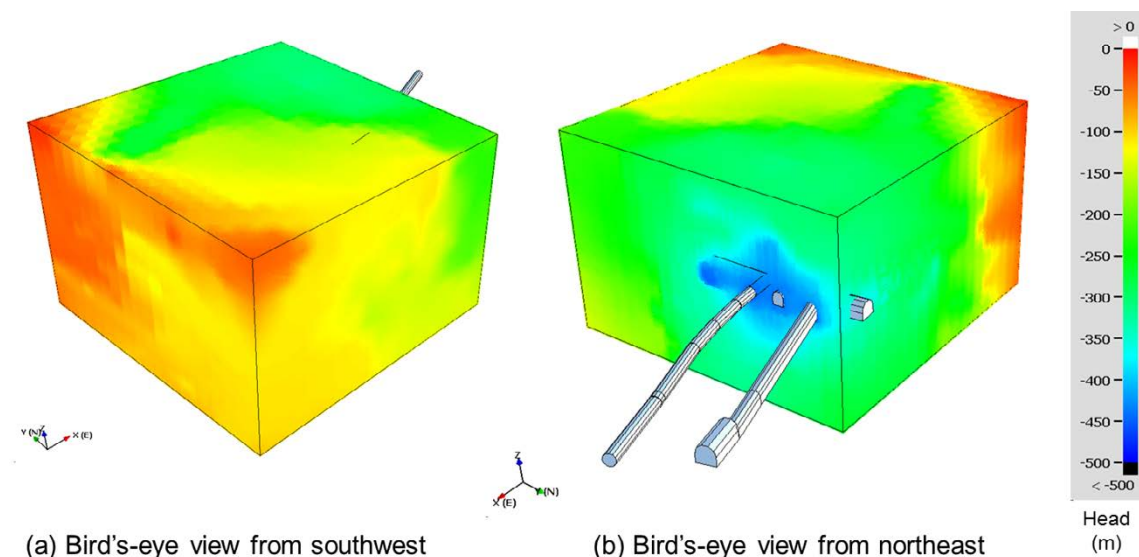 > 0
0
-50
-100
-150
-200
-250
-300
-350
-400
-450
-500
< -500
Head
(m)
Y (N)
Z
X (E)
Z
X (E)
Y (N)
(a) Bird's-eye view from southwest
(b) Bird's-eye view from northeast